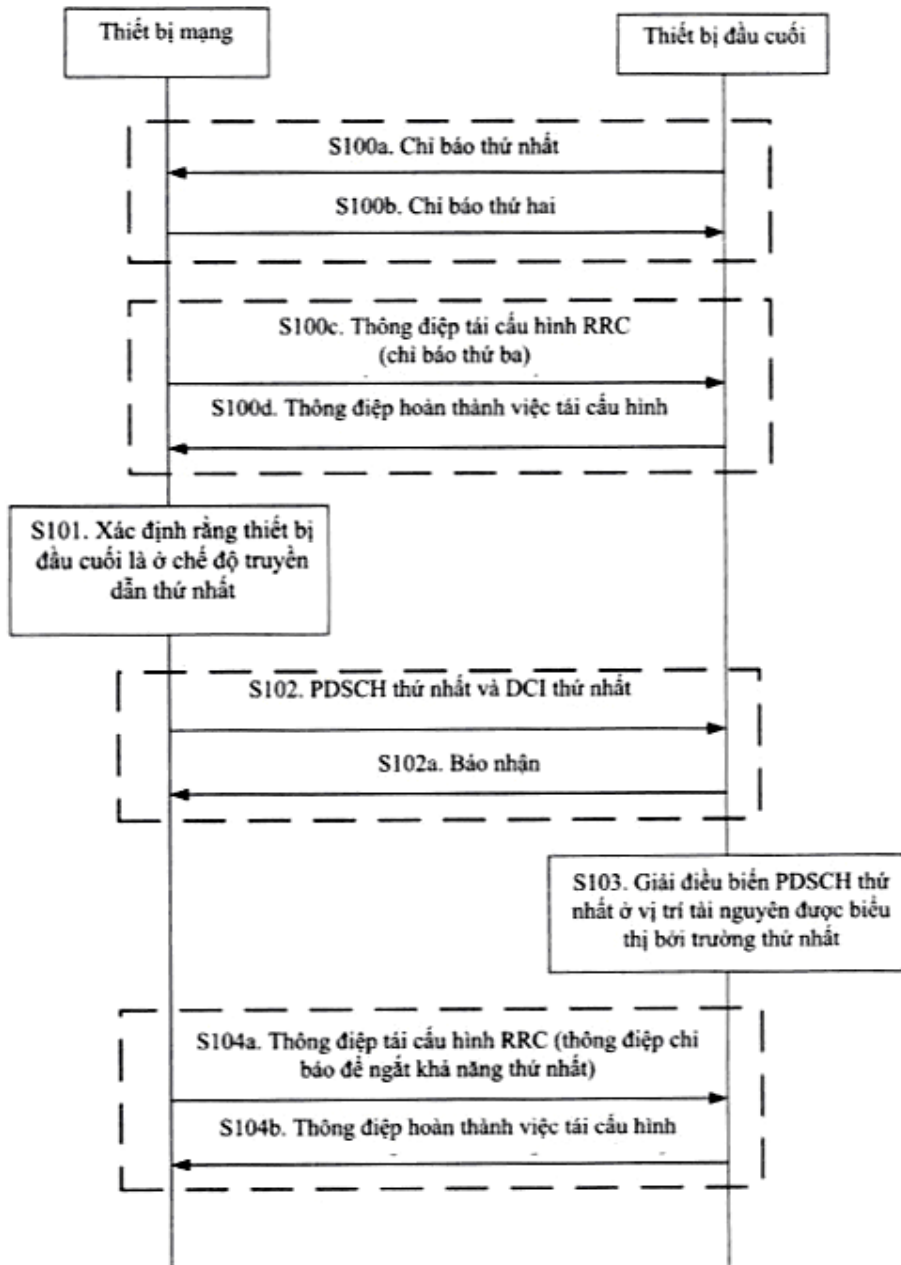 Thiết bị mạng
Thiết bị đầu cuối
S100a. Chỉ báo thứ nhất
S100b. Chỉ báo thứ hai
S100c. Thông điệp tái cấu hình RRC
(chỉ báo thứ ba)
S100d. Thông điệp hoàn thành việc tái cấu hình
S101. Xác định rằng thiết bị
đầu cuối là ở chế độ truyền
dẫn thứ nhất
S102. PDSCH thứ nhất và DCI thứ nhất
S102a. Báo nhận
S103. Giải điều biến PDSCH thứ
nhất ở vị trí tài nguyên được biểu
thị bởi trường thứ nhất
S104a. Thông điệp tái cấu hình RRC (thông điệp chỉ
báo để ngắt khả năng thứ nhất)
S104b. Thông điệp hoàn thành việc tái cấu hình